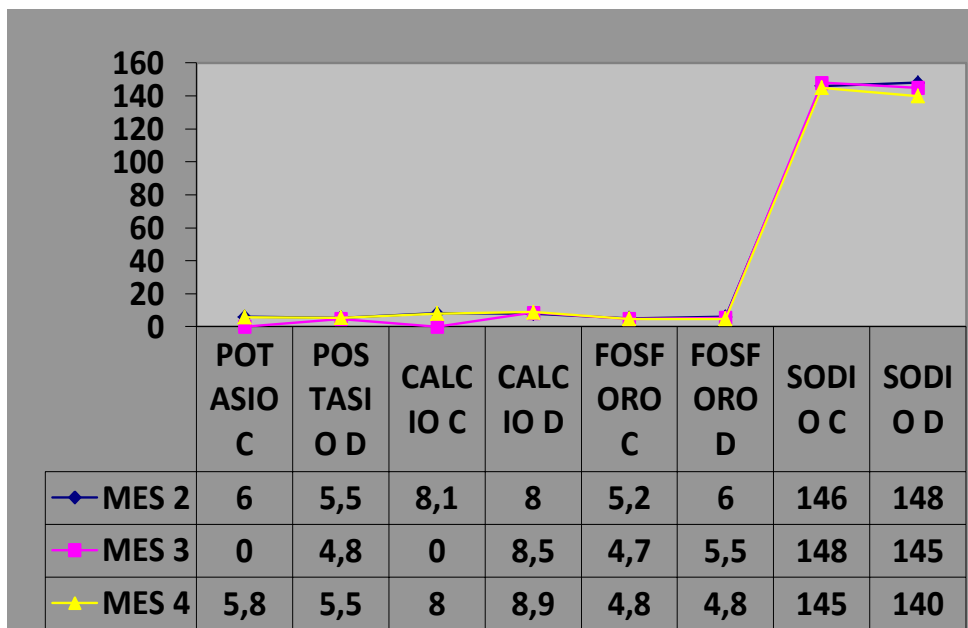 160
140
120
100
80
60
40
20
0
POT
ASIO
C
POS
TASI
O D
CALC
IO C
CALC
IO D
FOSF
ORO
C
FOSF
ORO
D
SODI
O C
SODI
O D
MES 2 6 5,5 8,1 8 5,2 6 146 148
MES 3 0 4,8 0 8,5 4,7 5,5 148 145
MES 4 5,8 5,5 8 8,9 4,8 4,8 145 140